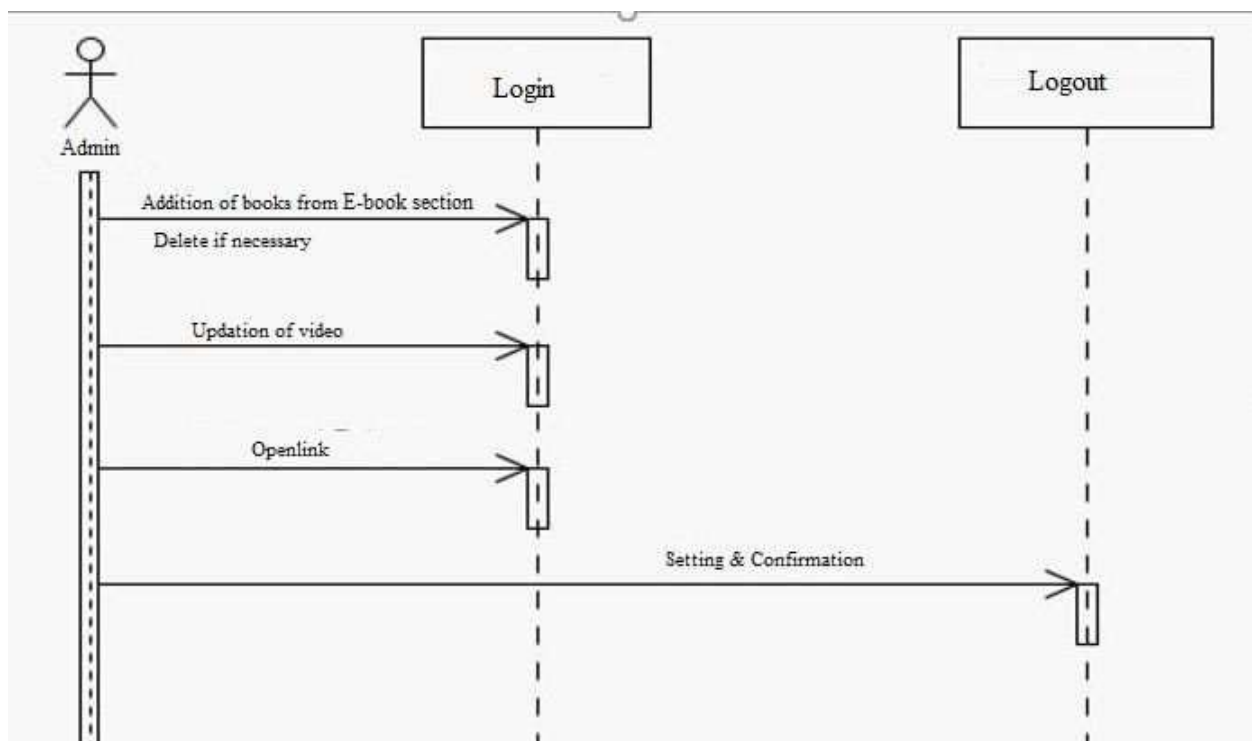 Login
Logout
Admin
Addition of books from E-book section
Delete if necessary
Updation of video
Openlink
Setting & Confirmation